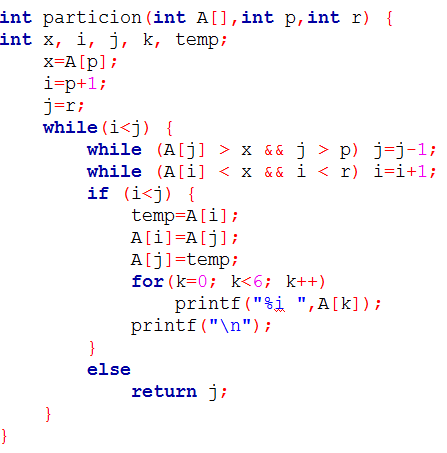 int particion(int A[],int p,int r) {
int x, i, j, k, temp;
x=A[p];
i=p+1;
j=r;
while(i<j) {
while (A[j] > x && j > p) j=j-1;
while (A[i] < x && i < r) i=i+1;
if (i<j) {
temp=A[i];
A[i]=A[j];
A[j]=temp;
for(k=0; k<6; k++)
printf("%i ",A[k]);
printf("\n");
}
else
return j;
}
}